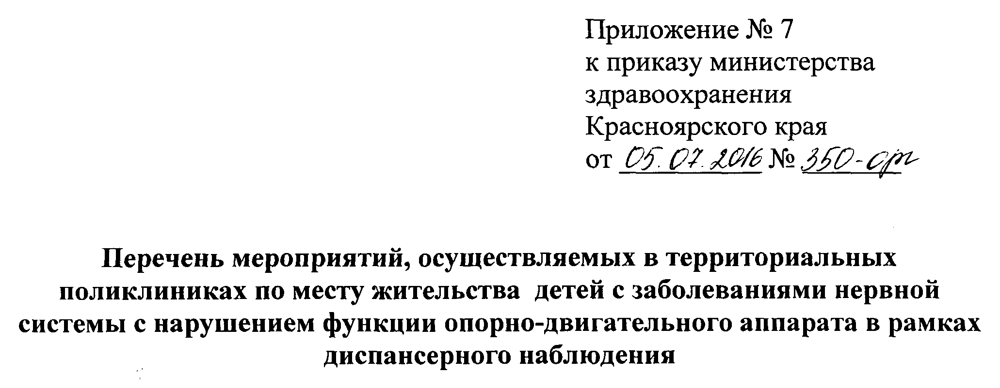 Приложение № 7
к приказу министерства
здравоохранения
Красноярского края
от 05.07.2016 № 350-орг
Перечень мероприятий, осуществляемых в территориальных
поликлиниках по месту жительства детей с заболеваниями нервной
системы с нарушением функции опорно-двигательного аппарата в рамках
диспансерного наблюдения